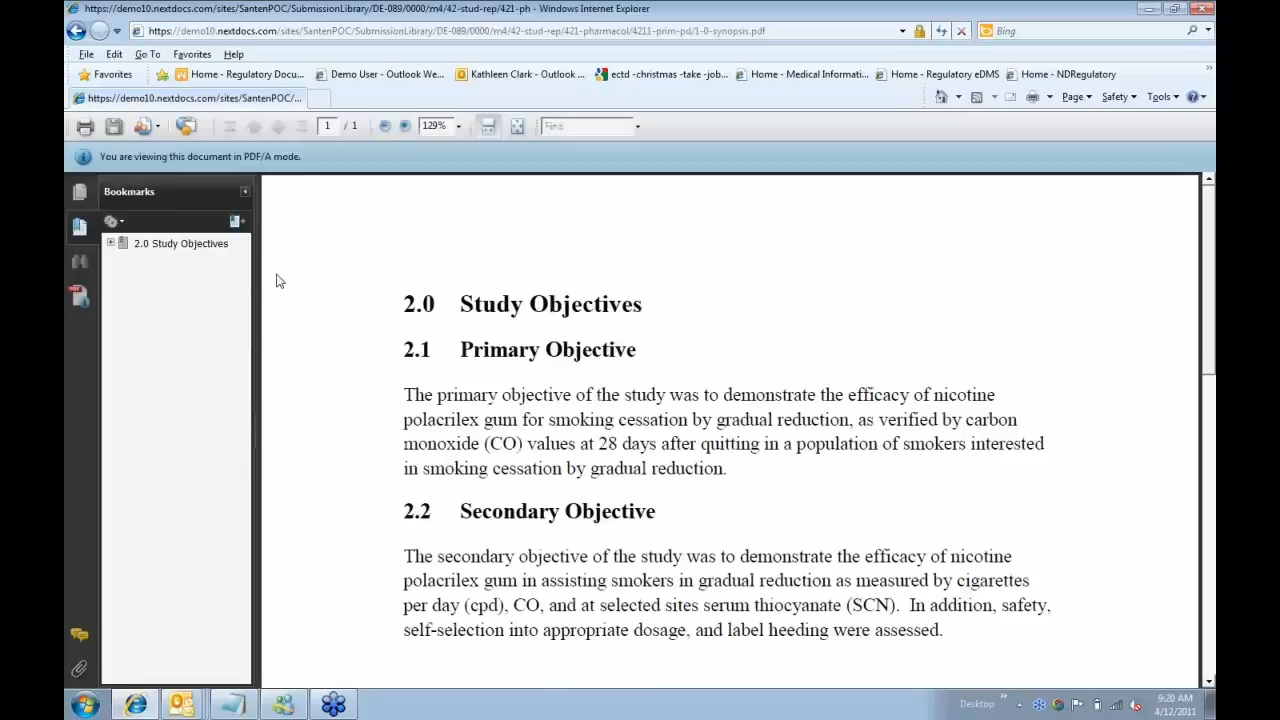 https://demo10.nextdocs.com/sites/SantenPOC/SubmissionLibrary/DE-089/0000/m4/42-stud-rep/421-ph - Windows Internet Explorer
https://demo10.nextdocs.com/sites/SantenPOC/SubmissionLibrary/DE-089/0000/m4/42-stud-rep/421-pharmacol/4211-prim-pd/1-0-synopsis.pdf
Bing
File Edit Go To Favorites Help
Favorites
Home - Regulatory Docu...
Demo User - Outlook We...
Kathleen Clark - Outlook ...
ectd -christmas -take -job...
Home - Medical Informati...
Home - Regulatory eDMS
Home - NDRegulatory
https://demo10.nextdocs.com/sites/SantenPOC/...
Page Safety Tools
1 / 1
129%
Find
You are viewing this document in PDF/A mode.
Bookmarks
2.0 Study Objectives
2.0 Study Objectives
2.1 Primary Objective
The primary objective of the study was to demonstrate the efficacy of nicotine
polacrilex gum for smoking cessation by gradual reduction, as verified by carbon
monoxide (CO) values at 28 days after quitting in a population of smokers interested
in smoking cessation by gradual reduction.
2.2 Secondary Objective
The secondary objective of the study was to demonstrate the efficacy of nicotine
polacrilex gum in assisting smokers in gradual reduction as measured by cigarettes
per day (cpd), CO, and at selected sites serum thiocyanate (SCN). In addition, safety,
self-selection into appropriate dosage, and label heeding were assessed.
Desktop
9:20 AM
4/12/2011